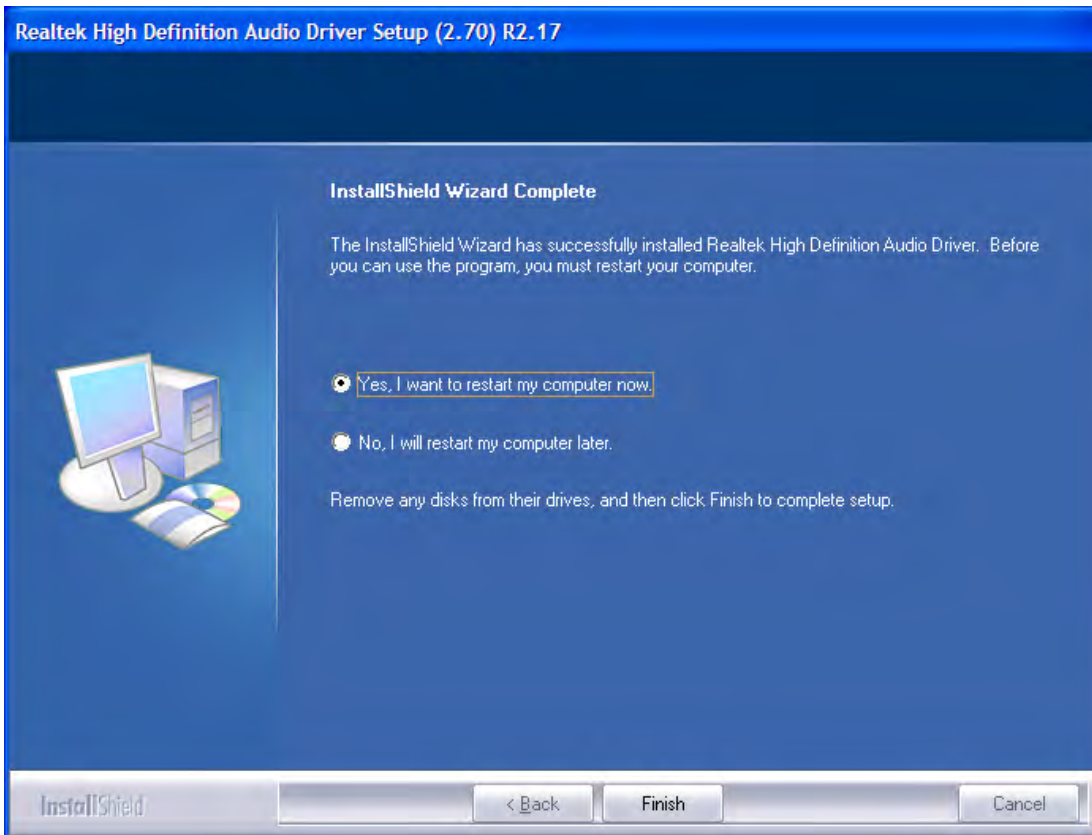 Realtek High Definition Audio Driver Setup (2.70) R2.17
InstallShield Wizard Complete
The InstallShield Wizard has successfully installed Realtek High Definition Audio Driver. Before
you can use the program, you must restart your computer.
Yes, I want to restart my computer now.
No, I will restart my computer later.
Remove any disks from their drives, and then click Finish to complete setup.
InstallShield
< Back
Finish
Cancel